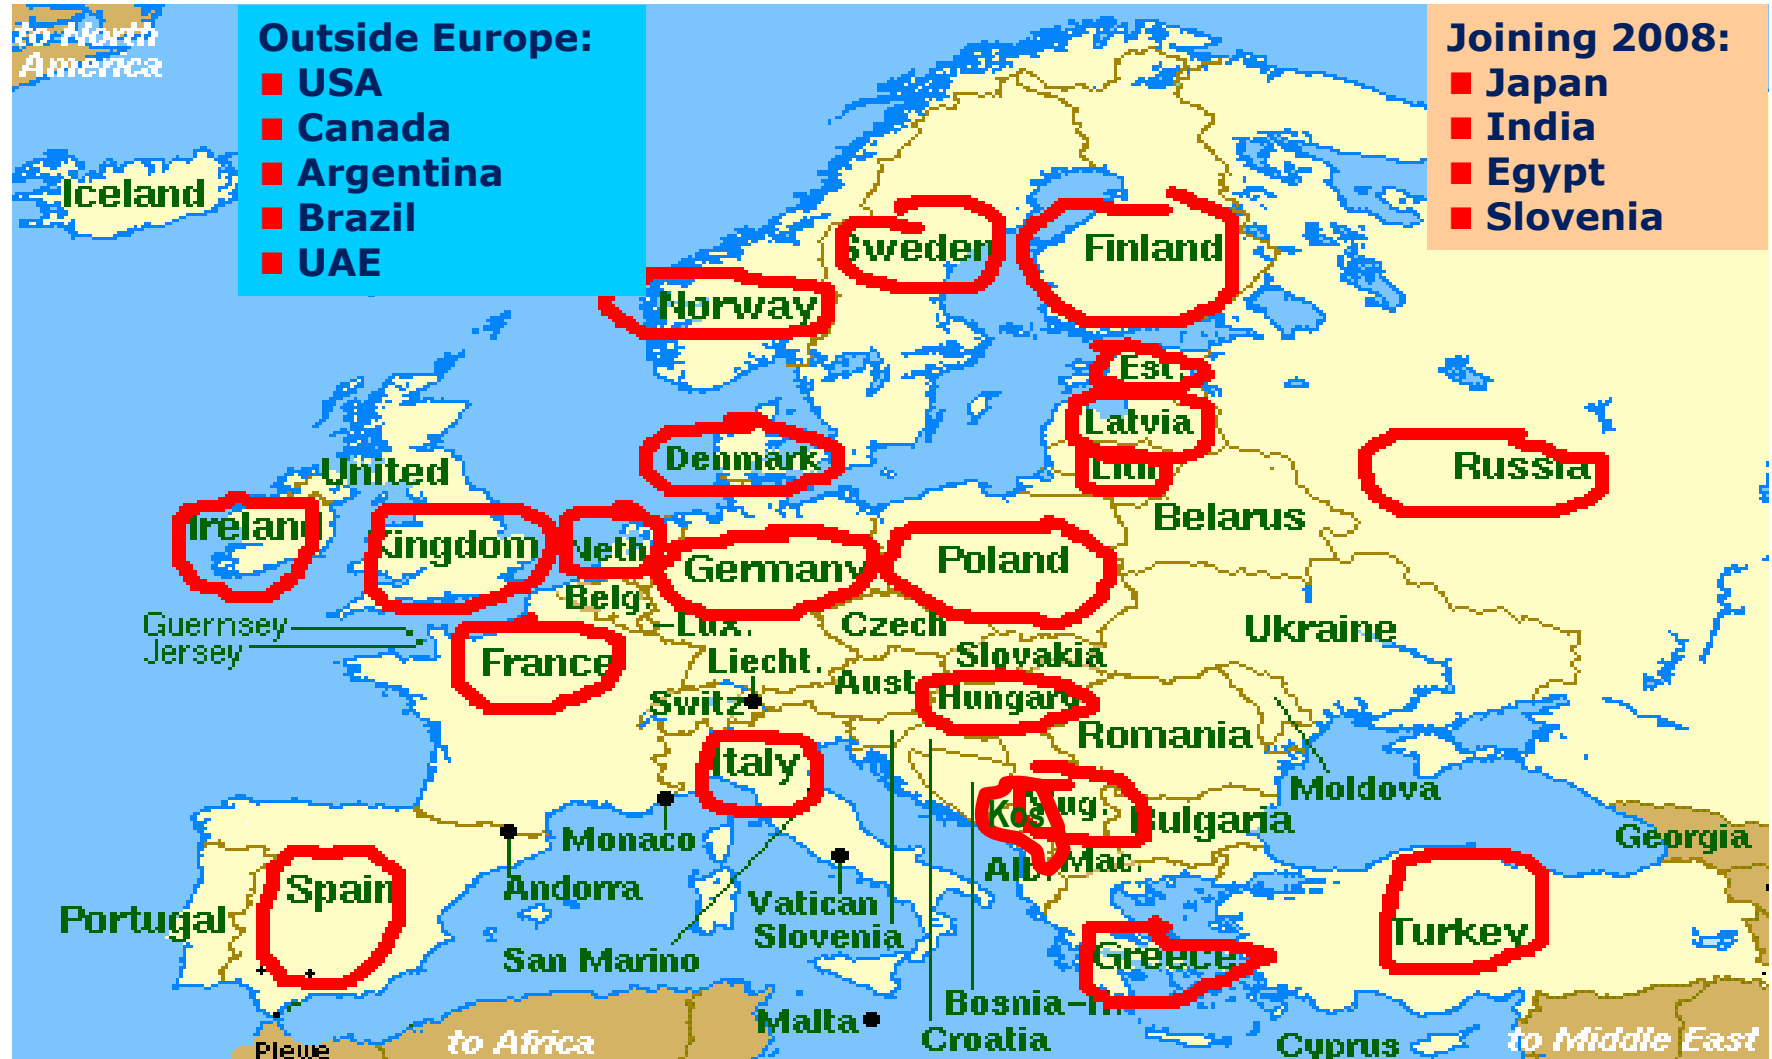 to North
America
Outside Europe:
USA
Canada
Argentina
Brazil
UAE
Joining 2008:
Japan
India
Egypt
Slovenia
Iceland
Sweden
Finland
Norway
Est.
Latvia
Lith
Denmark
Russia
United
Kingdom
Ireland
Neth
Belarus
Germany
Poland
Belg.
Guernsey
Jersey
Lux.
Czech
Ukraine
France
Liecht.
Slovakia
Aust
Hungary
Switz
Romania
Italy
Moldova
Kos
Yug.
Bulgaria
Monaco
Georgia
Alb.
Mac.
Spain
Andorra
Portugal
Vatican
Slovenia
Turkey
San Marino
Greece
Bosnia-H.
Malta
Croatia
Cyprus
to Africa
to Middle East